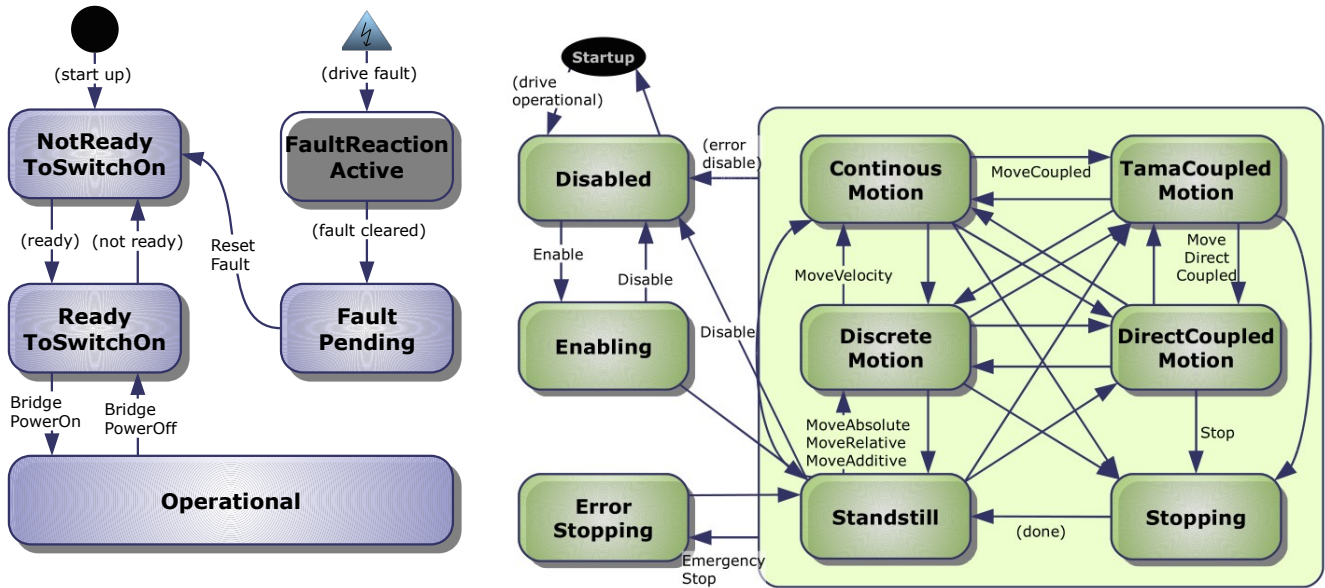 (start up)
NotReady
ToSwitchOn
(ready)
(not ready)
Ready
ToSwitchOn
Bridge
PowerOn
Bridge
PowerOff
Operational
(drive fault)
FaultReaction
Active
(fault cleared)
Reset
Fault
Fault
Pending
Startup
(drive
operational)
Disabled
(error
disable)
Enable
Disable
Enabling
Disable
Error
Stopping
Emergency
Stop
Continous
Motion
MoveCoupled
TamaCoupled
Motion
MoveVelocity
Move
Direct
Coupled
Discrete
Motion
DirectCoupled
Motion
MoveAbsolute
MoveRelative
MoveAdditive
Stop
Standstill
(done)
Stopping